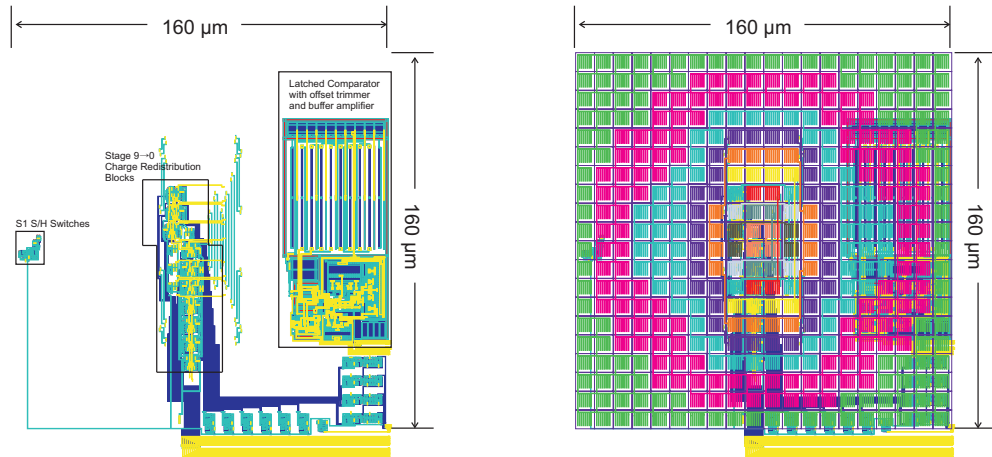 160 µm
160 µm
Latched Comparator
with offset trimmer
and buffer amplifier
Stage 9→0
Charge Redistribution
Blocks
S1 S/H Switches
160 µm
160 µm